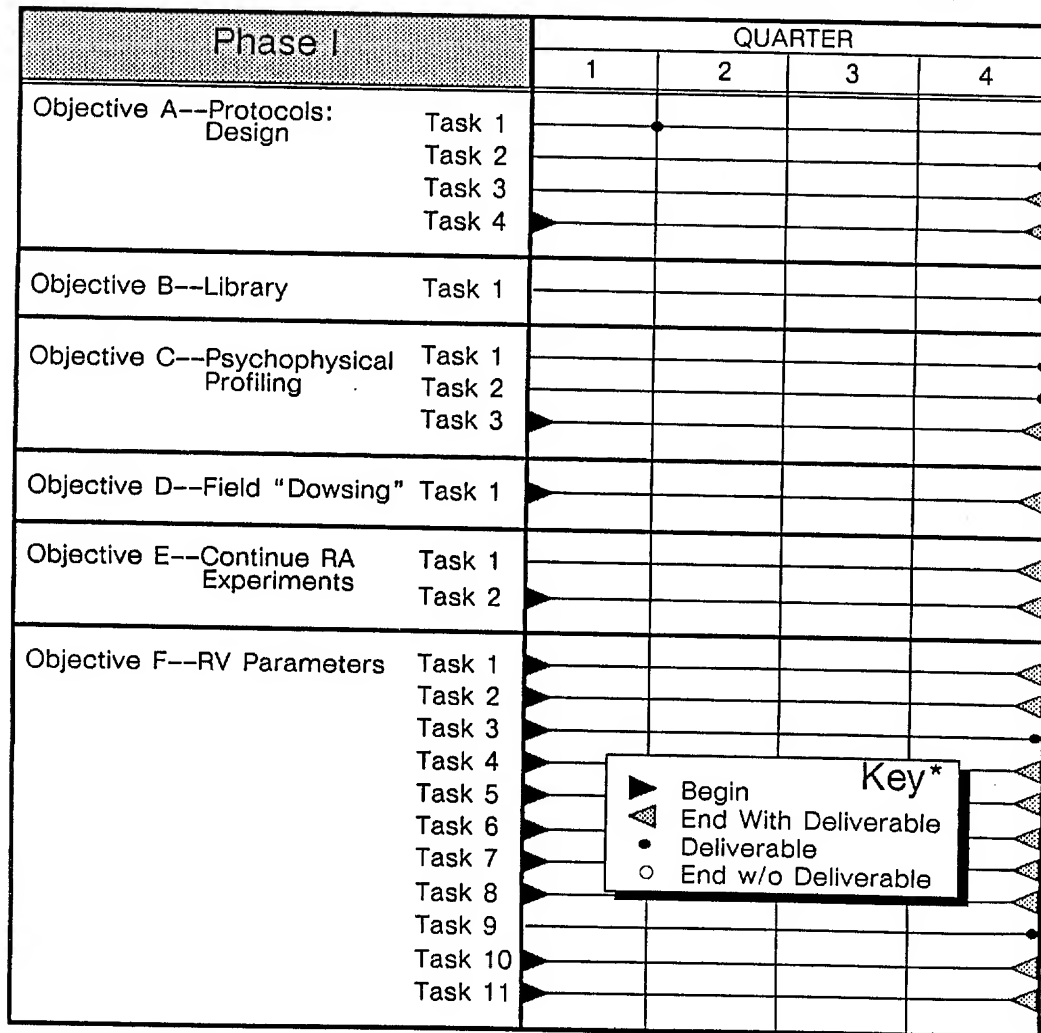 Phase I
QUARTER
1 2 3 4
Objective A--Protocols:
Design
Task 1
Task 2
Task 3
Task 4
Objective B--Library Task 1
Objective C--Psychophysical
Profiling
Task 1
Task 2
Task 3
Objective D--Field "Dowsing" Task 1
Objective E--Continue RA
Experiments
Task 1
Task 2
Objective F--RV Parameters Task 1
Task 2
Task 3
Task 4
Task 5
Task 6
Task 7
Task 8
Task 9
Task 10
Task 11
Key*
Begin
End With Deliverable
Deliverable
End w/o Deliverable